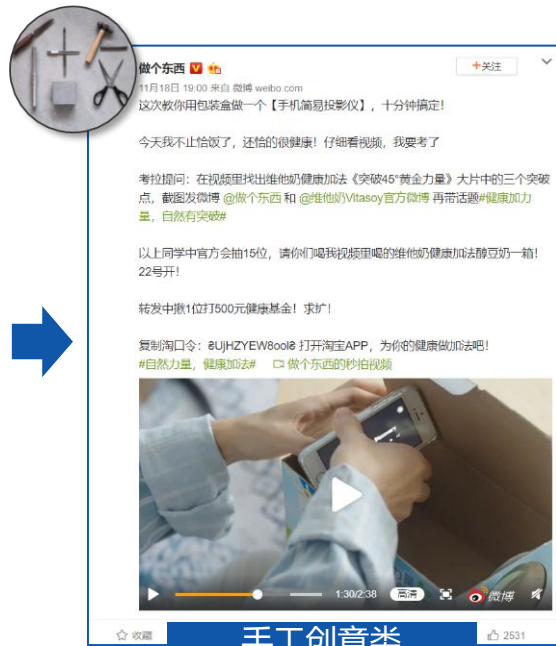 做个东西
+关注
11月18日 19:00 来自 微博 weibo.com
这次教你用包装盒做一个【手机简易投影仪】，十分钟搞定！
今天我不止恰饭了，还恰的很健康！仔细看视频，我要考了
考拉提问：在视频里找出维他奶健康加法《突破45°黄金力量》大片中的三个突破
点，截图发微博 @做个东西 和 @维他奶Vitasoy官方微博 再带话题#健康加力
量，自然有突破#
以上同学中官方会抽15位，请你们喝我视频里喝的维他奶健康加法醇豆奶一箱！
22号开！
转发中揪1位打500元健康基金！求扩！
复制淘口令：₴UjHZYEW8ool₴ 打开淘宝APP，为你的健康做加法吧！
#自然力量，健康加法# 做个东西的秒拍视频
1:30/2:38 高清 微博
收藏 手工创意类 2531